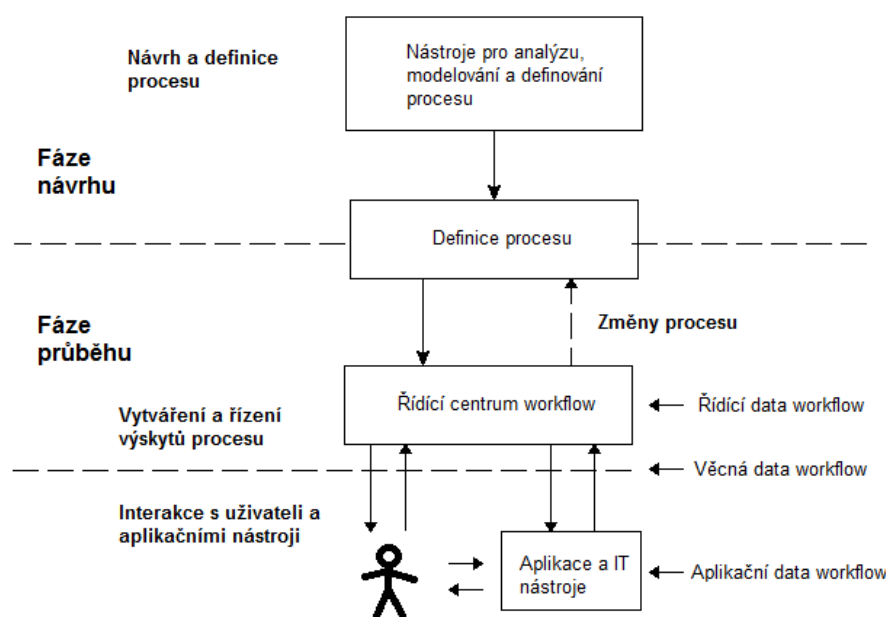 Návrh a definice
procesu
Nástroje pro analýzu,
modelování a definování
procesu
Fáze
návrhu
Definice procesu
Fáze
průběhu
Změny procesu
Vytváření a řízení
výskytů procesu
Řídící centrum workflow
Řídící data workflow
Věcná data workflow
Interakce s uživateli a
aplikačními nástroji
Aplikace a IT
nástroje
Aplikační data workflow